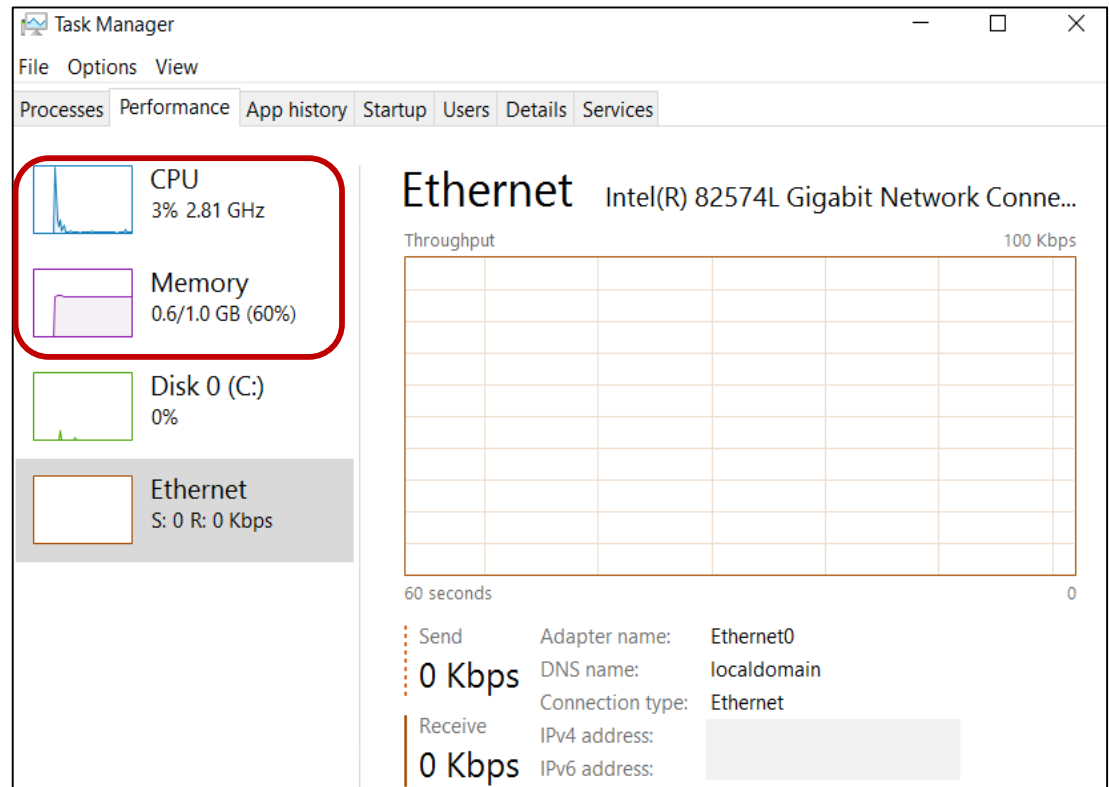 Task Manager
File Options View
Processes Performance App history Startup Users Details Services
CPU
3% 2.81 GHz
Memory
0.6/1.0 GB (60%)
Disk 0 (C:)
0%
Ethernet
S: 0 R: 0 Kbps
Ethernet Intel(R) 82574L Gigabit Network Conne...
Throughput 100 Kbps
60 seconds 0
Send
0 Kbps
Receive
0 Kbps
Adapter name: Ethernet0
DNS name: localdomain
Connection type: Ethernet
IPv4 address:
IPv6 address: